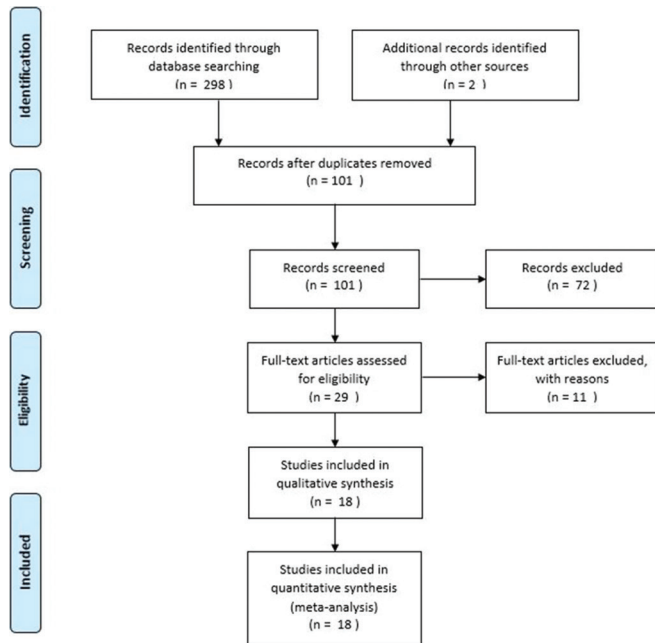 Identification
Records identified through
database searching
(n = 298)
Additional records identified
through other sources
(n = 2 )
Records after duplicates removed
(n = 101 )
Screening
Records screened
(n = 101 )
Records excluded
(n = 72 )
Eligibility
Full-text articles assessed
for eligibility
(n = 29 )
Full-text articles excluded,
with reasons
(n = 11 )
Studies included in
qualitative synthesis
(n = 18 )
Included
Studies included in
quantitative synthesis
(meta-analysis)
(n = 18 )